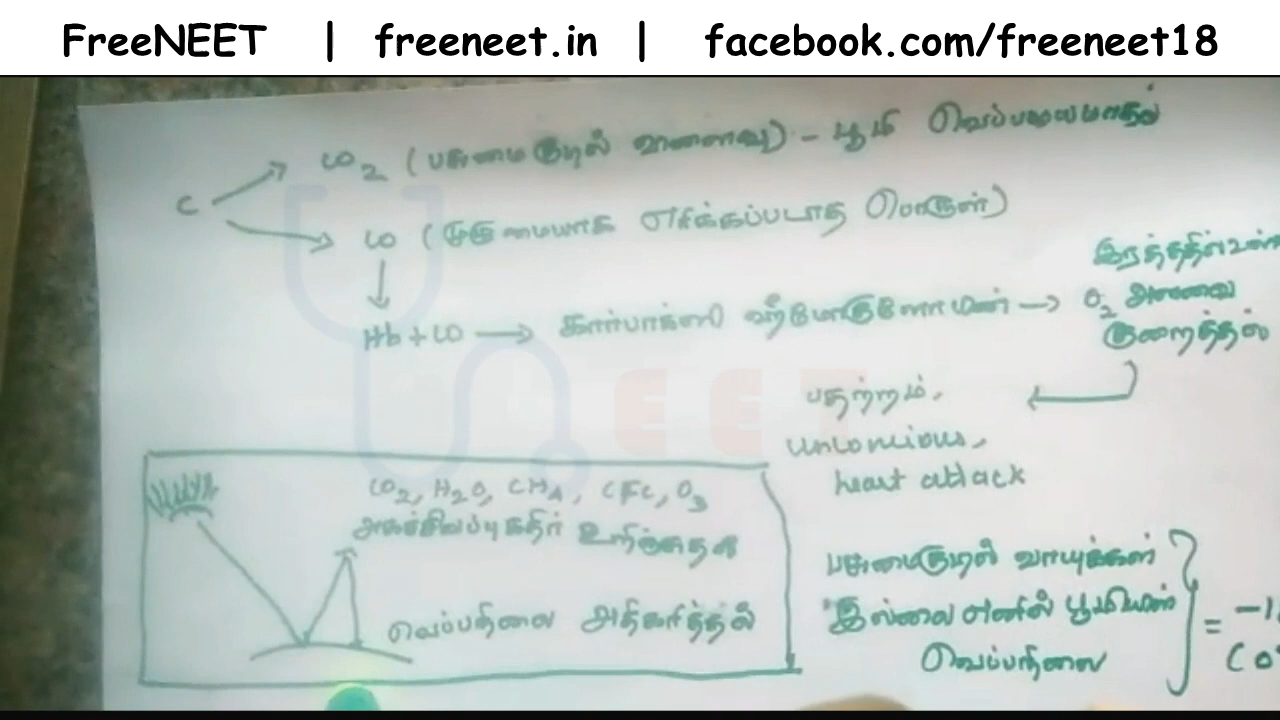 FreeNEET | freeneet.in | facebook.com/freeneet18
CO2 (பசுமைகுடில் வாளைவு) - பூமி வெப்பமயமாதல்
C
CO (முழுமையாக எரிக்கப்படாத பொருள்)
இரத்ததில் உள்ள
Hb + CO → கார்பாக்ஸி ஹீமோகுளோபின் → O2 அளவை
குறைத்தல்
பதற்றம்,
heart attack
CO2, H2O, CH4, CFC, O3
அகச்சிவப்பு கதிர் உறிஞ்சுதல்
வெப்பநிலை அதிகரித்தல்
பசுமைகுடில் வாயுக்கள்
இல்லை எனில் பூமியின்
வெப்பநிலை
EET